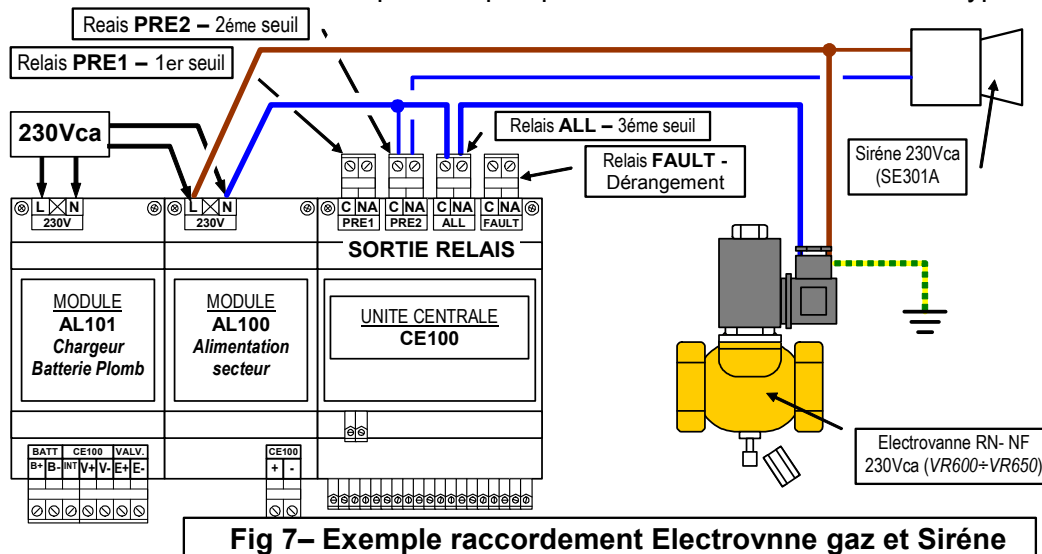 Reais PRE2 – 2éme seuil
Relais PRE1 – 1er seuil
230Vca
Relais ALL – 3éme seuil
Relais FAULT -
Dérangement
Siréne 230Vca
(SE301A
L N
230V
L N
230V
C NA
PRE1
C NA
PRE2
C NA
ALL
C NA
FAULT
SORTIE RELAIS
MODULE
AL101
Chargeur
Batterie Plomb
MODULE
AL100
Alimentation
secteur
UNITE CENTRALE
CE100
Electrovanne RN- NF
230Vca (VR600÷VR650)
BATT CE100 VALV.
B+ B- INT V+ V- E+ E-
CE100
+ -
Fig 7– Exemple raccordement Electrovnne gaz et Siréne